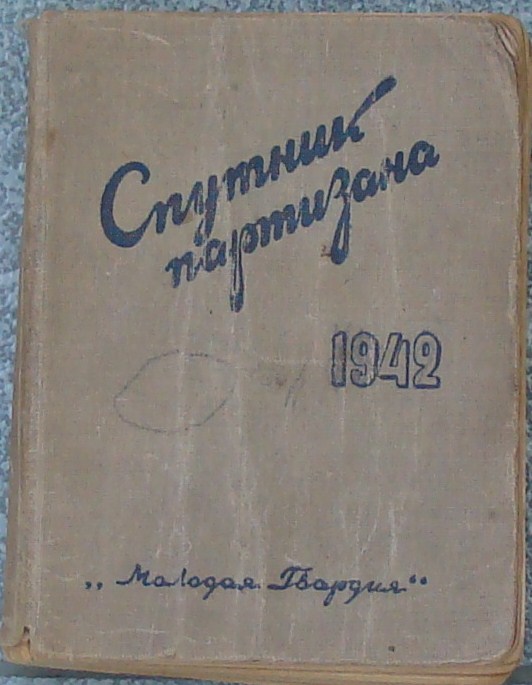 Спутник
партизана
1942
„Молодая Гвардия“